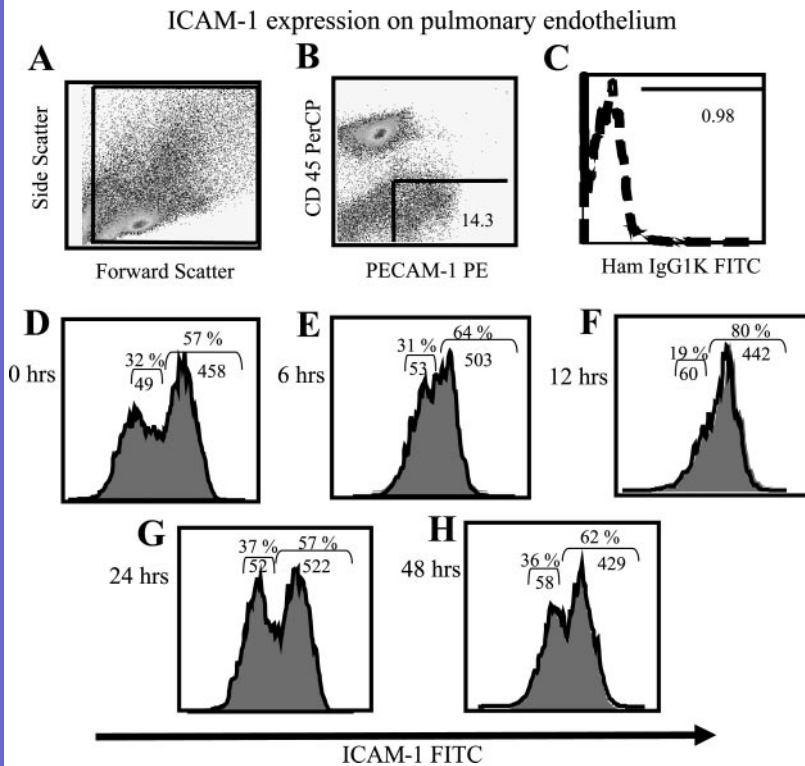 ICAM-1 expression on pulmonary endothelium
A
B
C
Side Scatter
Forward Scatter
CD 45 PerCP
14.3
PECAM-1 PE
0.98
Ham IgG1K FITC
D
0 hrs
57 %
32 %
49
458
E
6 hrs
64 %
31 %
53
503
F
12 hrs
80 %
19 %
60
442
G
24 hrs
37 %
57 %
52
522
H
48 hrs
62 %
36 %
58
429
ICAM-1 FITC